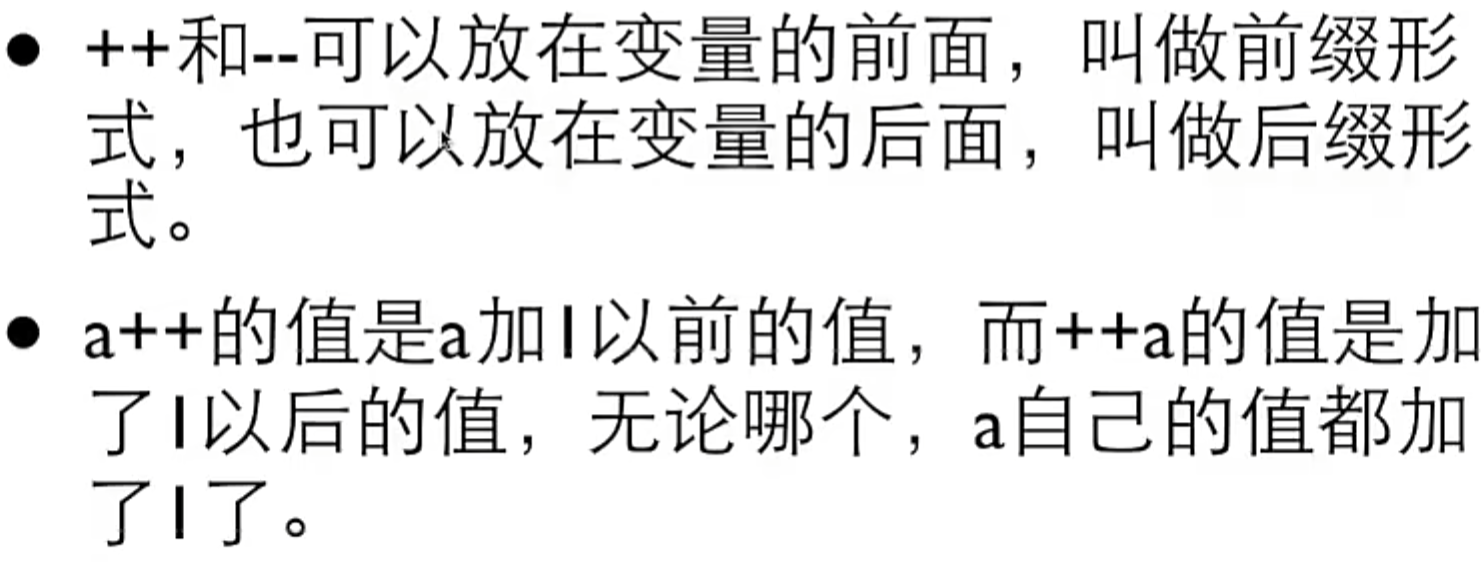 ● ++和--可以放在变量的前面，叫做前缀形
式，也可以放在变量的后面，叫做后缀形
式。
● a++的值是a加1以前的值，而++a的值是加
了1以后的值，无论哪个，a自己的值都加
了1了。